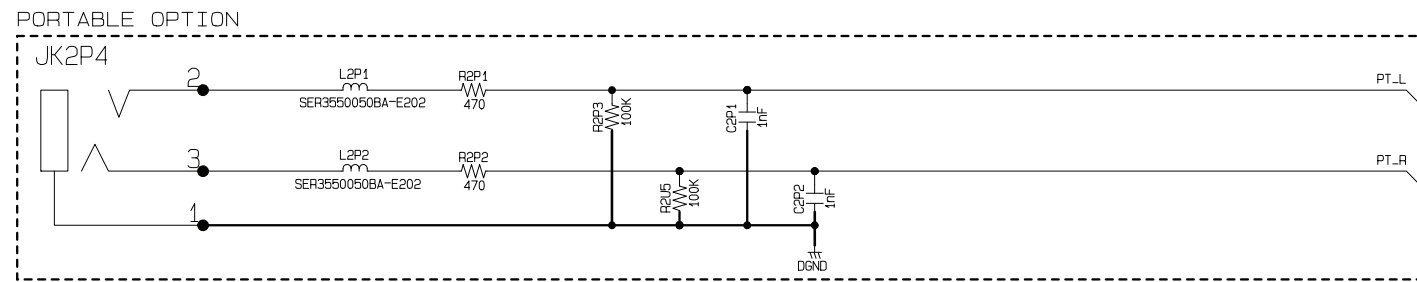 PORTABLE OPTION
JK2P4
2
L2P1
SER3550050BA-E202
R2P1
470
R2P3
100K
C2P1
1nF
PT_L
3
L2P2
SER3550050BA-E202
R2P2
470
R2U5
100K
C2P2
1nF
PT_R
1
DGND